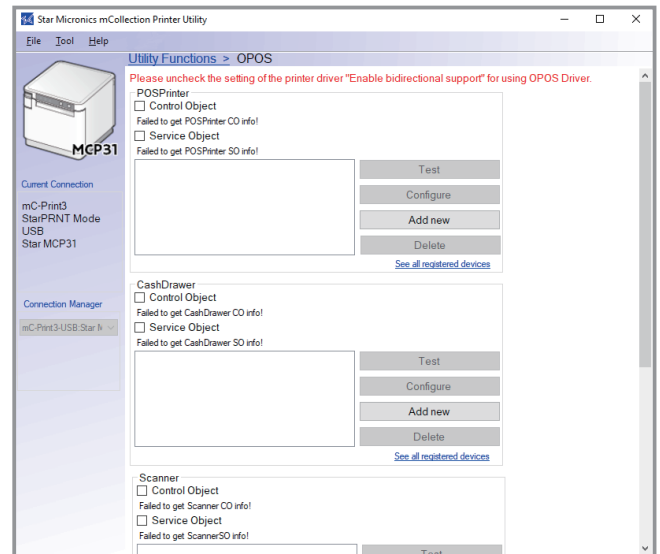 Star Micronics mCollection Printer Utility
File Tool Help
Utility Functions > OPOS
Please uncheck the setting of the printer driver "Enable bidirectional support" for using OPOS Driver.
MCP31
Current Connection
mC-Print3
StarPRNT Mode
USB
Star MCP31
Connection Manager
mC-Print3-USB:Star M
POSPrinter
Control Object
Failed to get POSPrinter CO info!
Service Object
Failed to get POSPrinter SO info!
Test
Configure
Add new
Delete
See all registered devices
CashDrawer
Control Object
Failed to get CashDrawer CO info!
Service Object
Failed to get CashDrawer SO info!
Test
Configure
Add new
Delete
See all registered devices
Scanner
Control Object
Failed to get Scanner CO info!
Service Object
Failed to get ScannerSO info!
Test